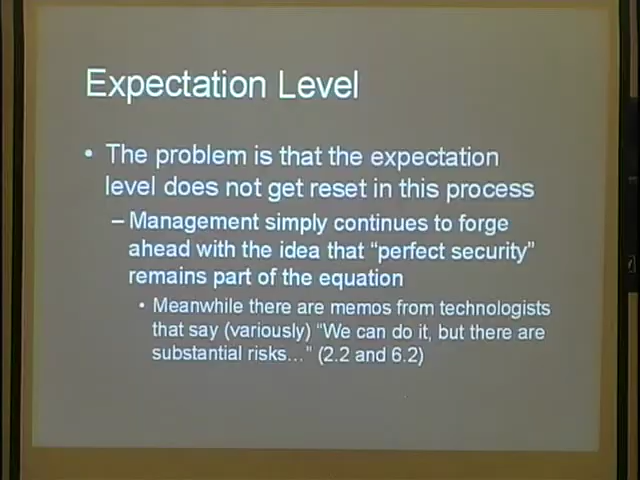 Expectation Level
• The problem is that the expectation
level does not get reset in this process
– Management simply continues to forge
ahead with the idea that “perfect security”
remains part of the equation
• Meanwhile there are memos from technologists
that say (variously) “We can do it, but there are
substantial risks…” (2.2 and 6.2)